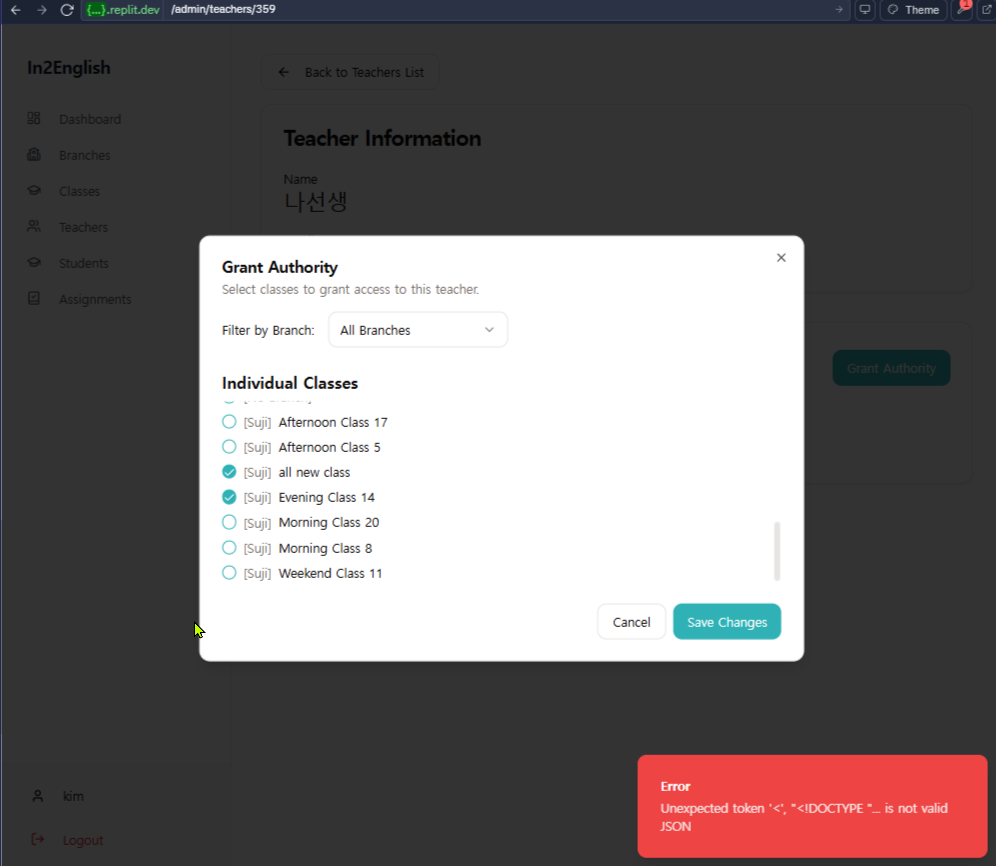 {...}.replit.dev /admin/teachers/359
Theme
1
In2English
Dashboard
Branches
Classes
Teachers
Students
Assignments
kim
Logout
Back to Teachers List
Teacher Information
Name
나선생
Grant Authority
Grant Authority
Select classes to grant access to this teacher.
Filter by Branch: All Branches
Individual Classes
[Suji] Afternoon Class 17
[Suji] Afternoon Class 5
[Suji] all new class
[Suji] Evening Class 14
[Suji] Morning Class 20
[Suji] Morning Class 8
[Suji] Weekend Class 11
Cancel
Save Changes
Error
Unexpected token '<', "<!DOCTYPE "... is not valid
JSON